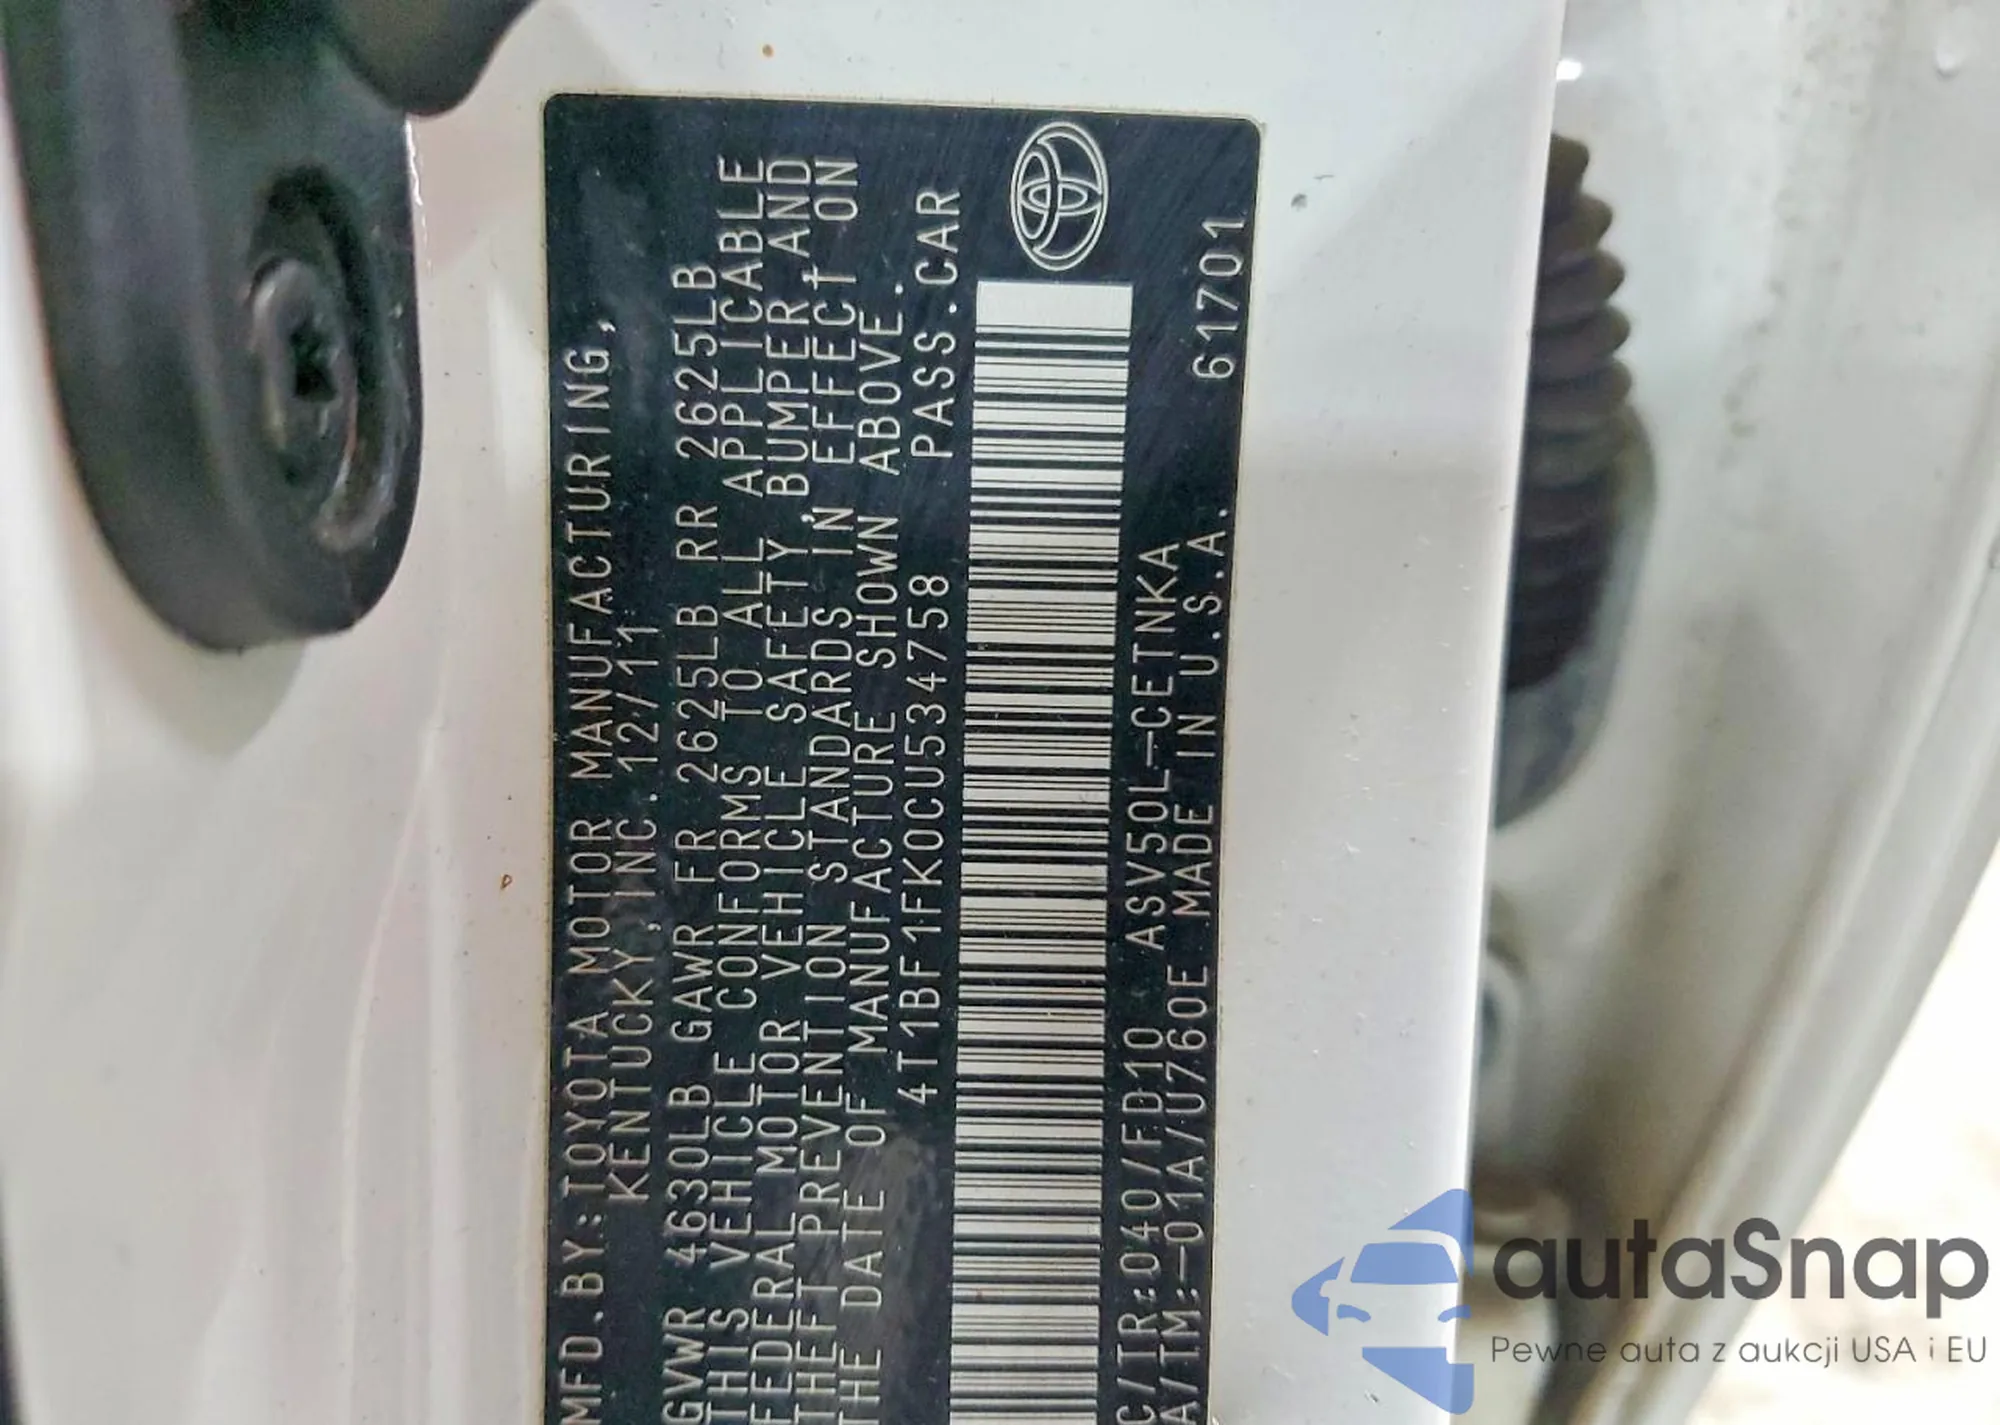 MFD.BY:TOYOTA MOTOR MANUFACTURING,
KENTUCKY,INC.12/11
GVWR 4630LB GAWR FR 2625LB RR 2625LB
THIS VEHICLE CONFORMS TO ALL APPLICABLE
FEDERAL MOTOR VEHICLE SAFETY, BUMPER, AND
THEFT PREVENTION STANDARDS IN EFFECT ON
THE DATE OF MANUFACTURE SHOWN ABOVE.
4T1BF1FK0CU534758 PASS.CAR
C/TR:040/FD10 ASV50L-CETNKA
A/TM:-01A/U760E MADE IN U.S.A. 61701
autaSnap
Pewne auta z aukcji USA i EU